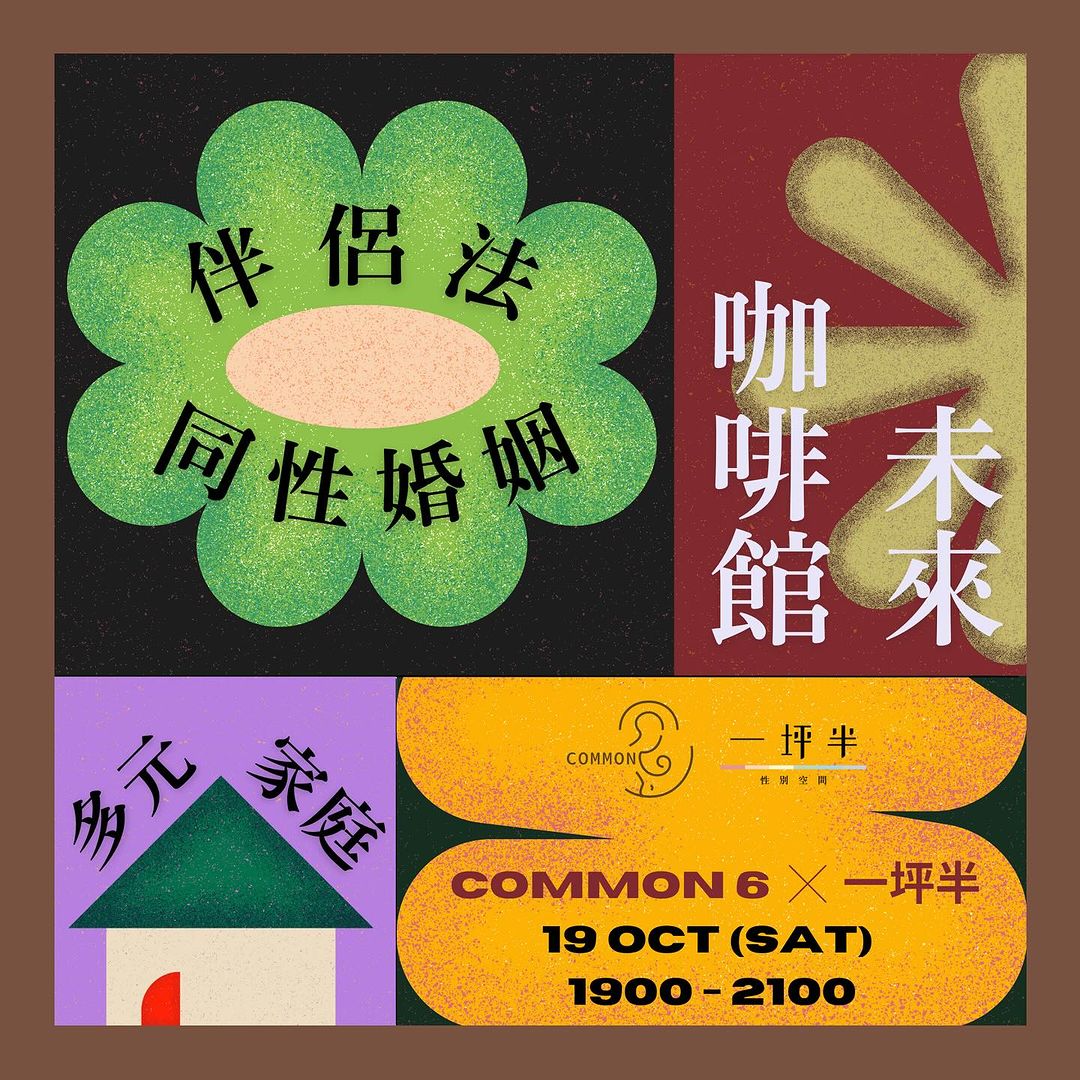 伴侶法
同性婚姻
未來
咖啡館
多元家庭
COMMON
一坪半
性別空間
COMMON 6 × 一坪半
19 OCT (SAT)
1900 - 2100